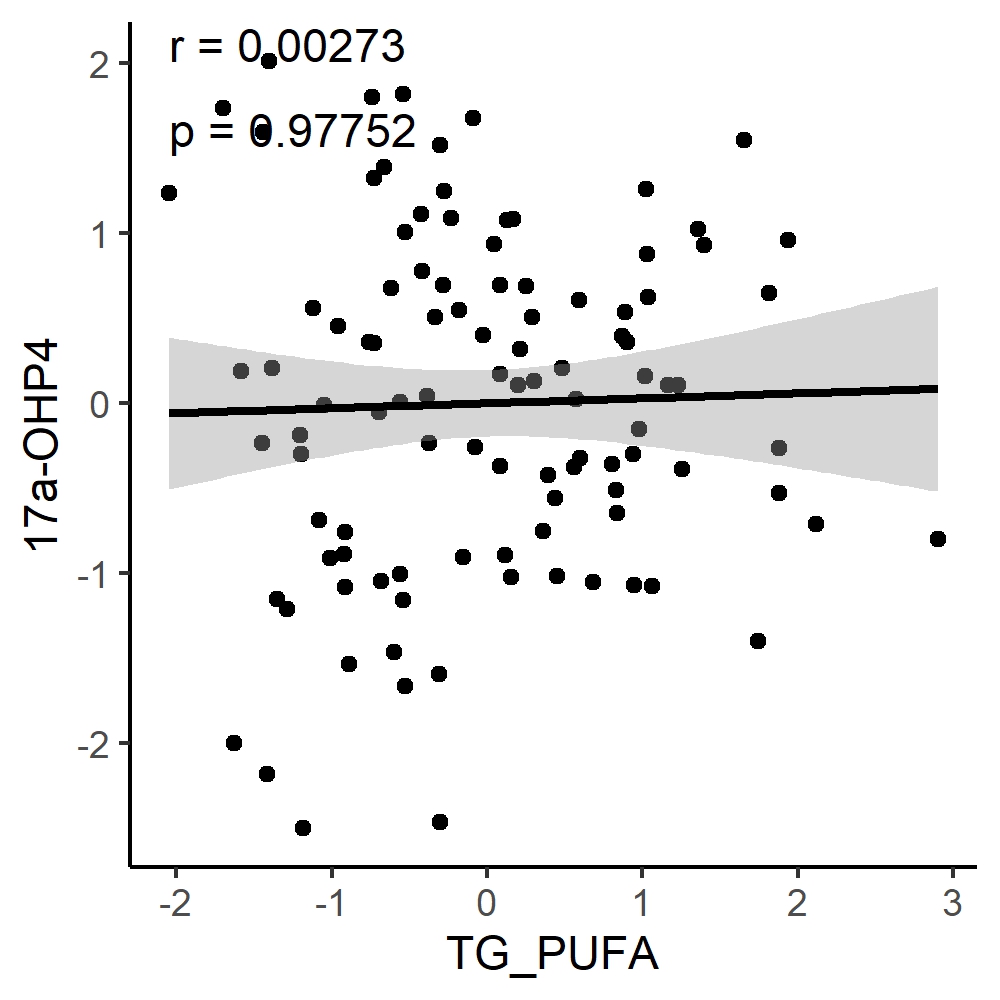 r = 0.00273
p = 0.97752
2
1
0
-1
-2
17a-OHP4
-2 -1 0 1 2 3
TG_PUFA